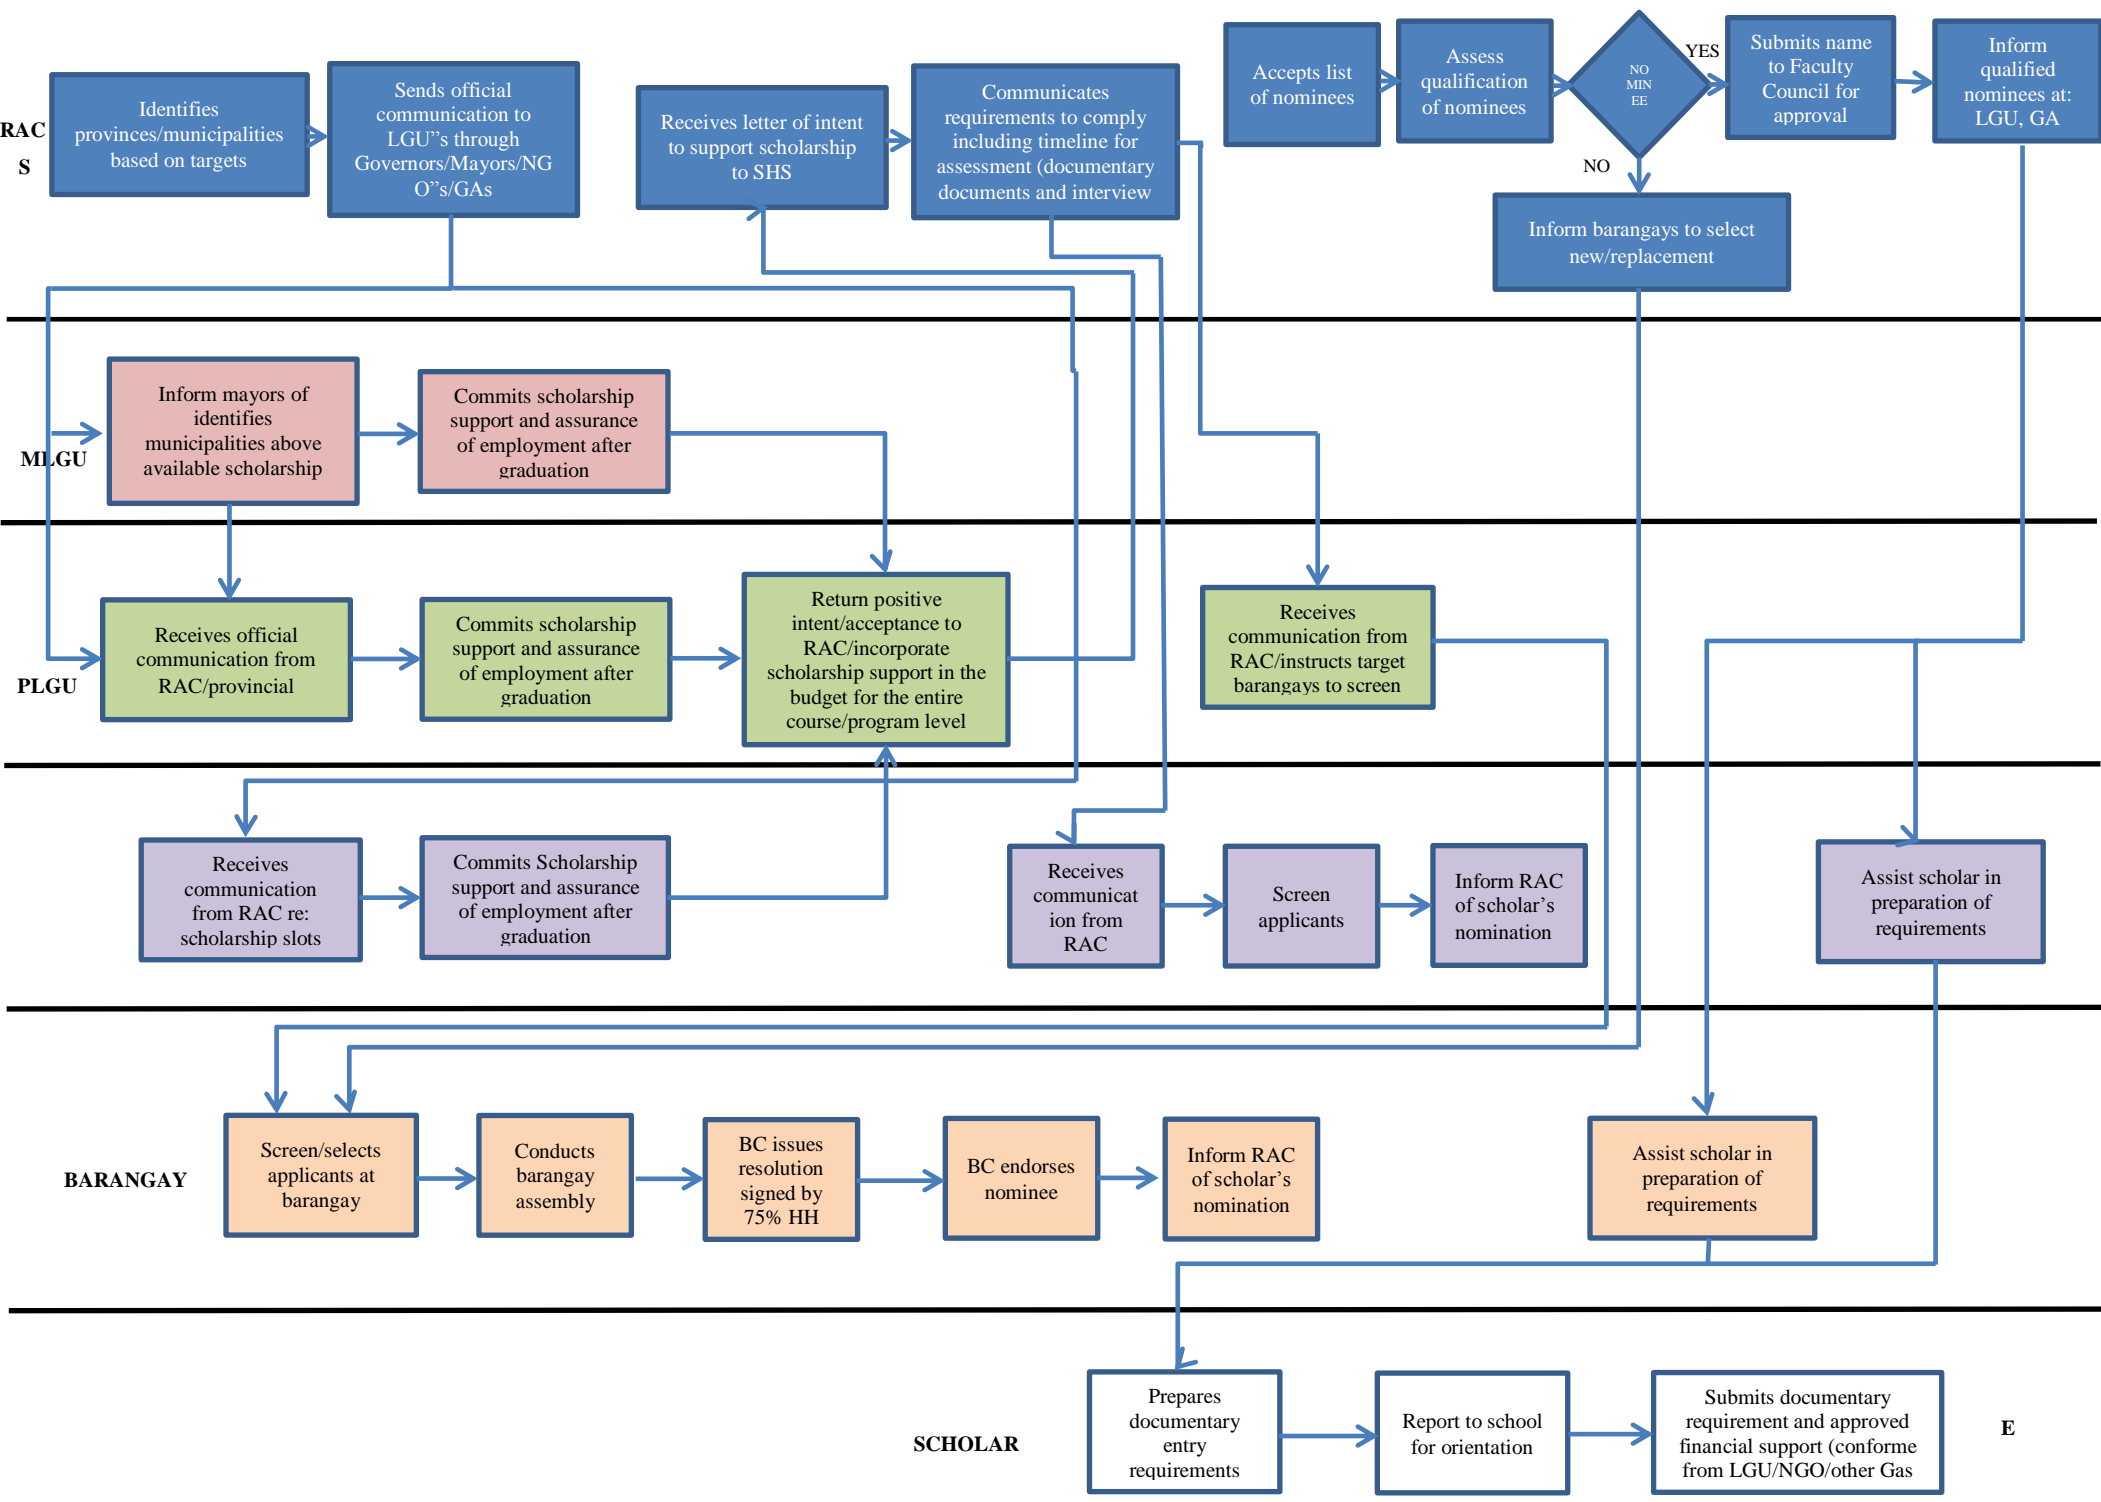 RAC
S
Identifies
provinces/municipalities
based on targets
Sends official
communication to
LGU"s through
Governors/Mayors/NG
O"s/GAs
Receives letter of intent
to support scholarship
to SHS
Communicates
requirements to comply
including timeline for
assessment (documentary
documents and interview
Accepts list
of nominees
Assess
qualification
of nominees
NO
MIN
EE
YES
NO
Submits name
to Faculty
Council for
approval
Inform
qualified
nominees at:
LGU, GA
Inform barangays to select
new/replacement
MLGU
Inform mayors of
identifies
municipalities above
available scholarship
Commits scholarship
support and assurance
of employment after
graduation
PLGU
Receives official
communication from
RAC/provincial
Commits scholarship
support and assurance
of employment after
graduation
Return positive
intent/acceptance to
RAC/incorporate
scholarship support in the
budget for the entire
course/program level
Receives
communication from
RAC/instructs target
barangays to screen
Receives
communication
from RAC re:
scholarship slots
Commits Scholarship
support and assurance
of employment after
graduation
Receives
communicat
ion from
RAC
Screen
applicants
Inform RAC
of scholar’s
nomination
Assist scholar in
preparation of
requirements
BARANGAY
Screen/selects
applicants at
barangay
Conducts
barangay
assembly
BC issues
resolution
signed by
75% HH
BC endorses
nominee
Inform RAC
of scholar’s
nomination
Assist scholar in
preparation of
requirements
SCHOLAR
Prepares
documentary
entry
requirements
Report to school
for orientation
Submits documentary
requirement and approved
financial support (conforme
from LGU/NGO/other Gas
E